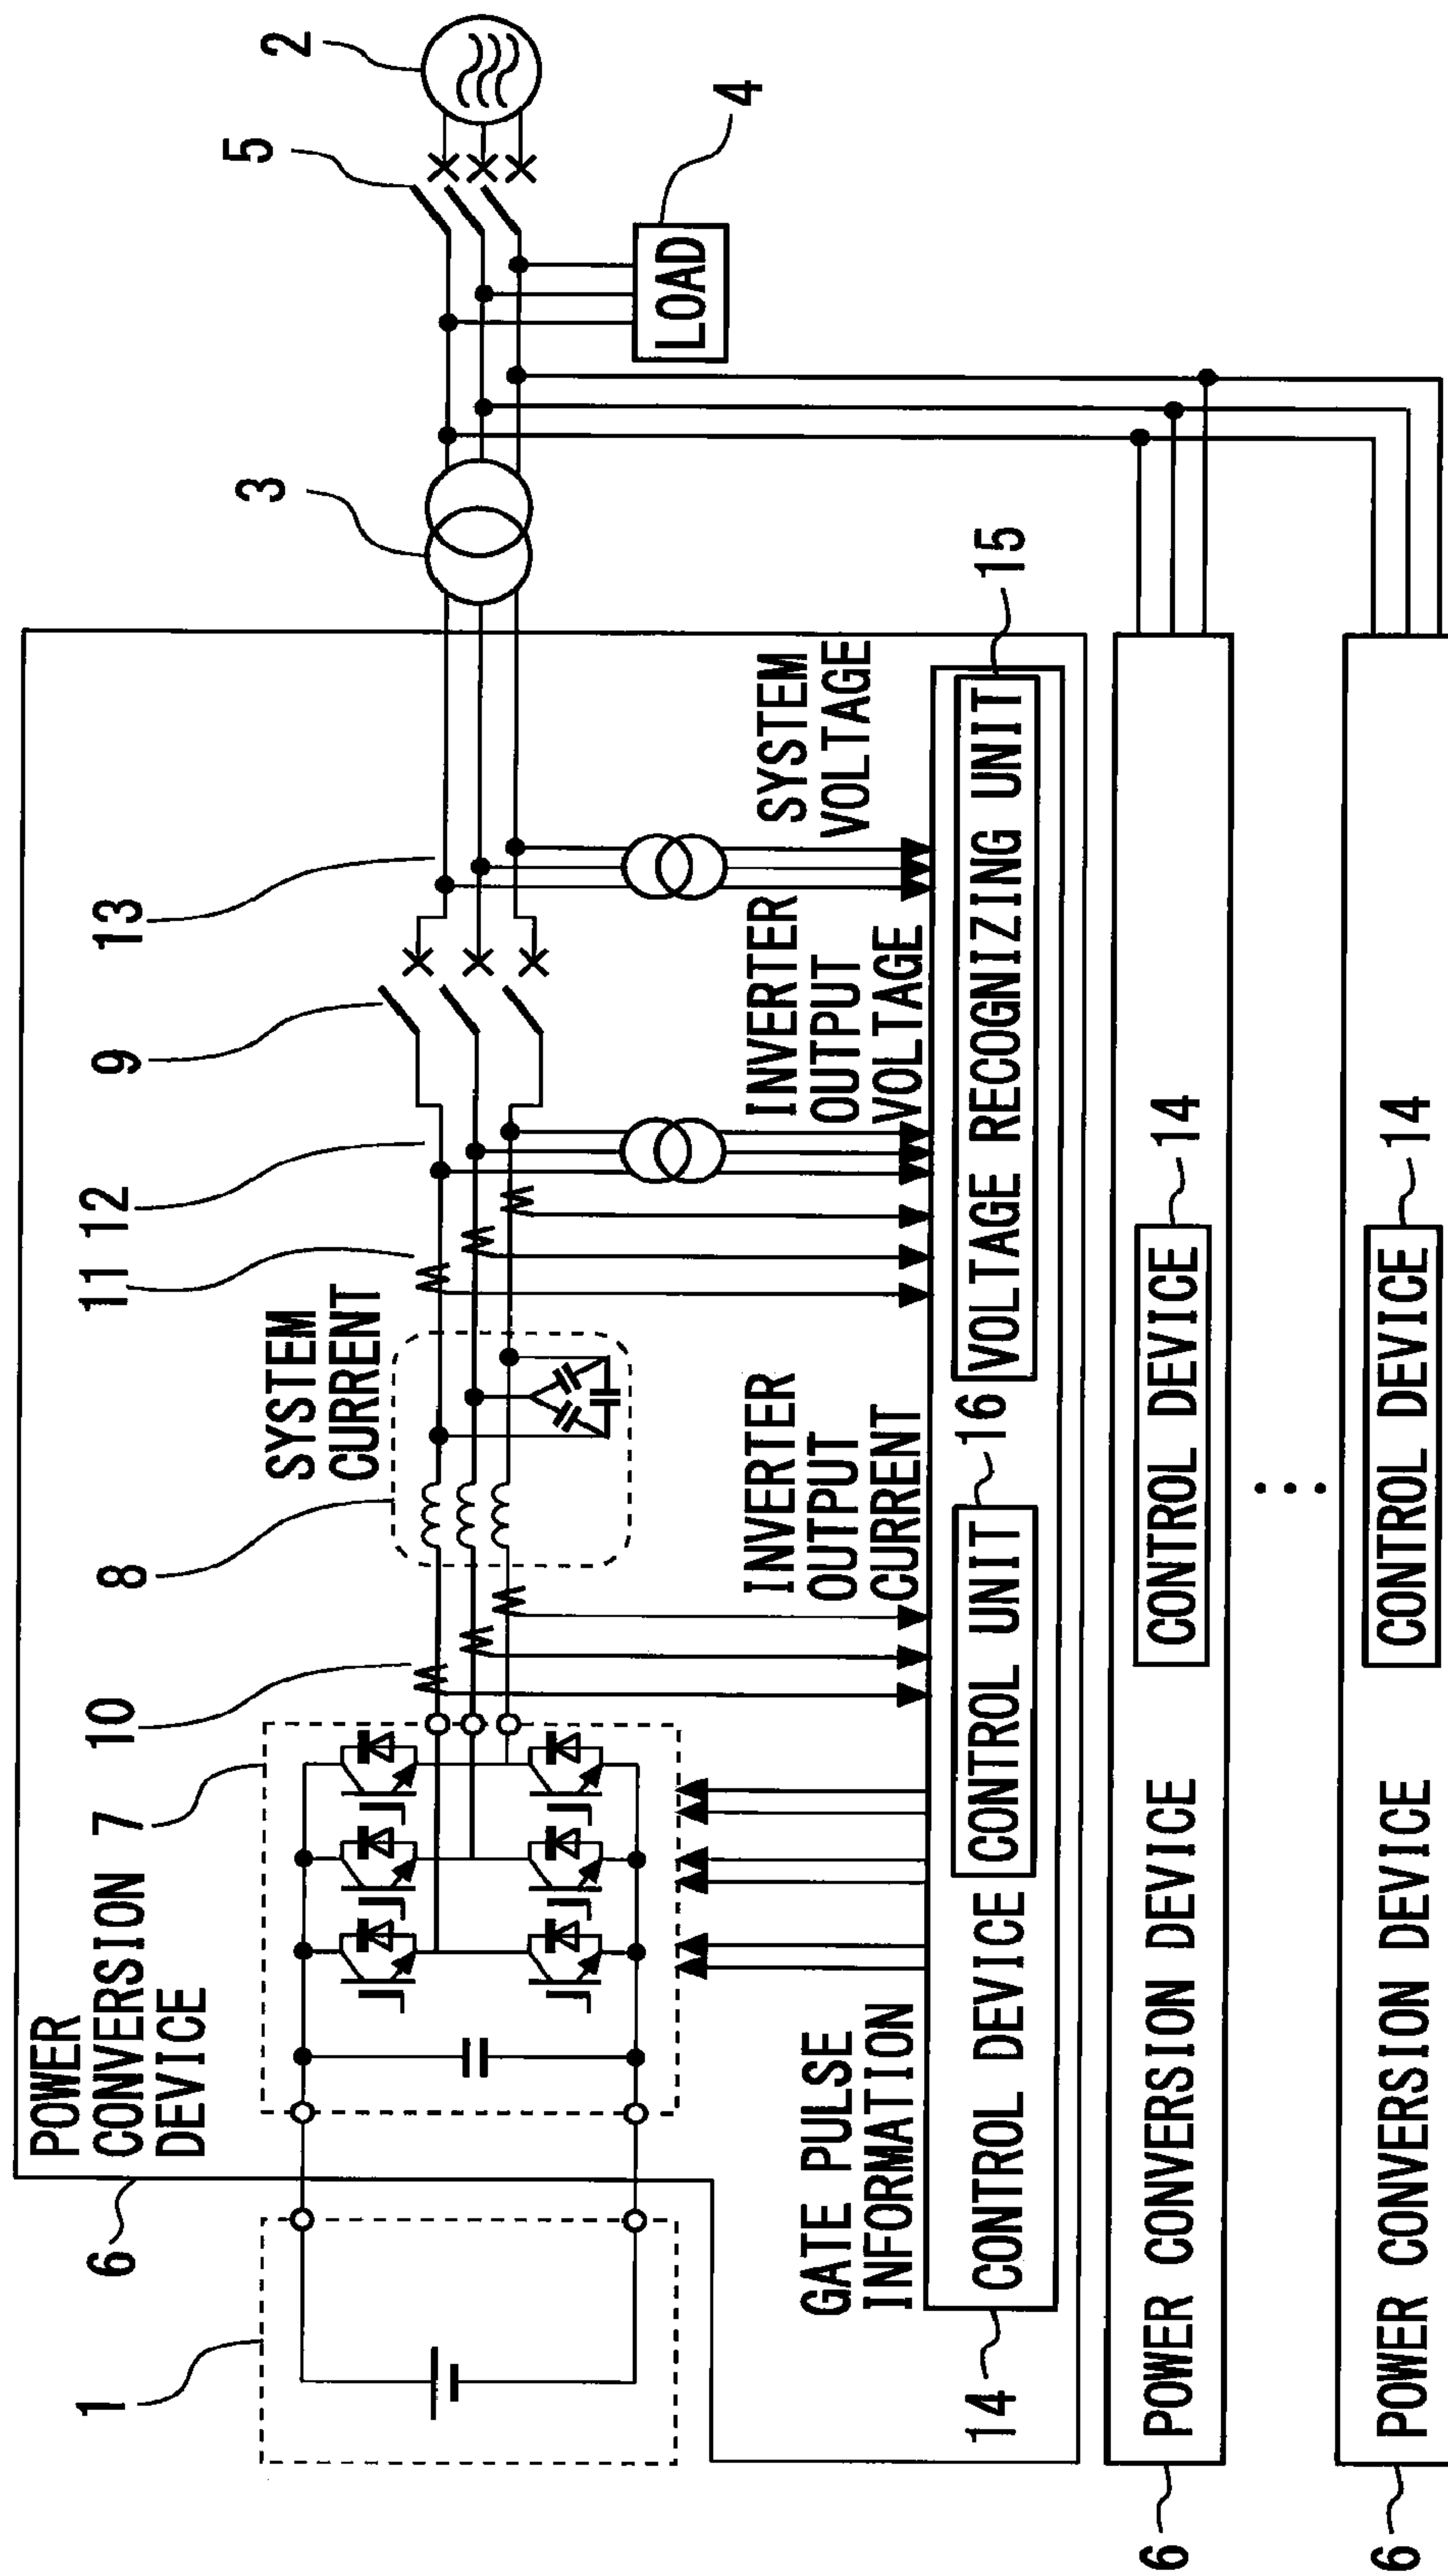 POWER
CONVERSION
DEVICE
6
1
7
10
8
SYSTEM
CURRENT
11
12
9
13
3
5
2
4
LOAD
GATE PULSE
INFORMATION
INVERTER
OUTPUT
CURRENT
INVERTER
OUTPUT
VOLTAGE
SYSTEM
VOLTAGE
14
CONTROL DEVICE
CONTROL UNIT
16
VOLTAGE RECOGNIZING UNIT
15
6
POWER CONVERSION DEVICE
CONTROL DEVICE
14
6
POWER CONVERSION DEVICE
CONTROL DEVICE
14